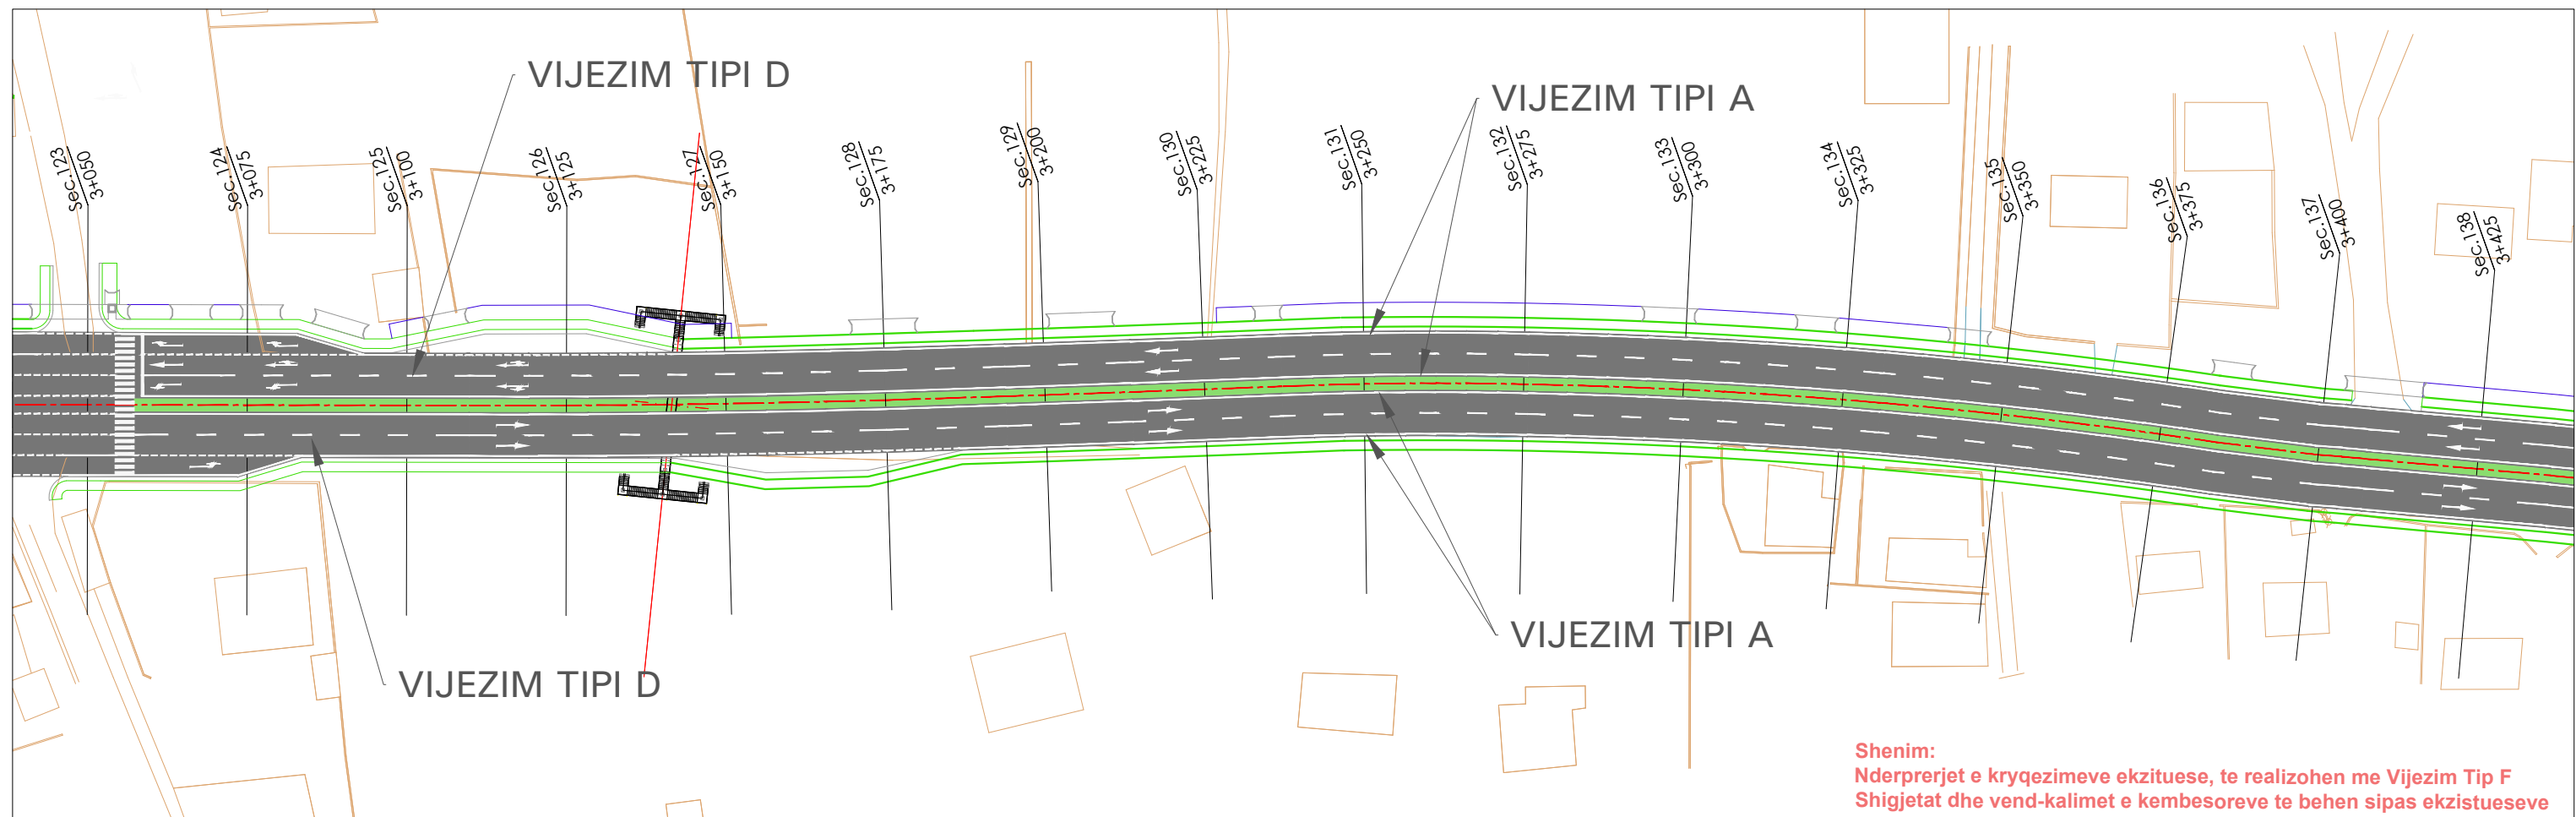 VIJEZIM TIPI D
VIJEZIM TIPI A
Sec.123
3+050
Sec.124
3+075
Sec.125
3+100
Sec.126
3+125
Sec.127
3+150
Sec.128
3+175
Sec.129
3+200
Sec.130
3+225
Sec.131
3+250
Sec.132
3+275
Sec.133
3+300
Sec.134
3+325
Sec.135
3+350
Sec.136
3+375
Sec.137
3+400
Sec.138
3+425
VIJEZIM TIPI A
VIJEZIM TIPI D
Shenim:
Nderprerjet e kryqezimeve ekzituese, te realizohen me Vijezim Tip F
Shigjetat dhe vend-kalimet e kembesoreve te behen sipas ekzistueseve